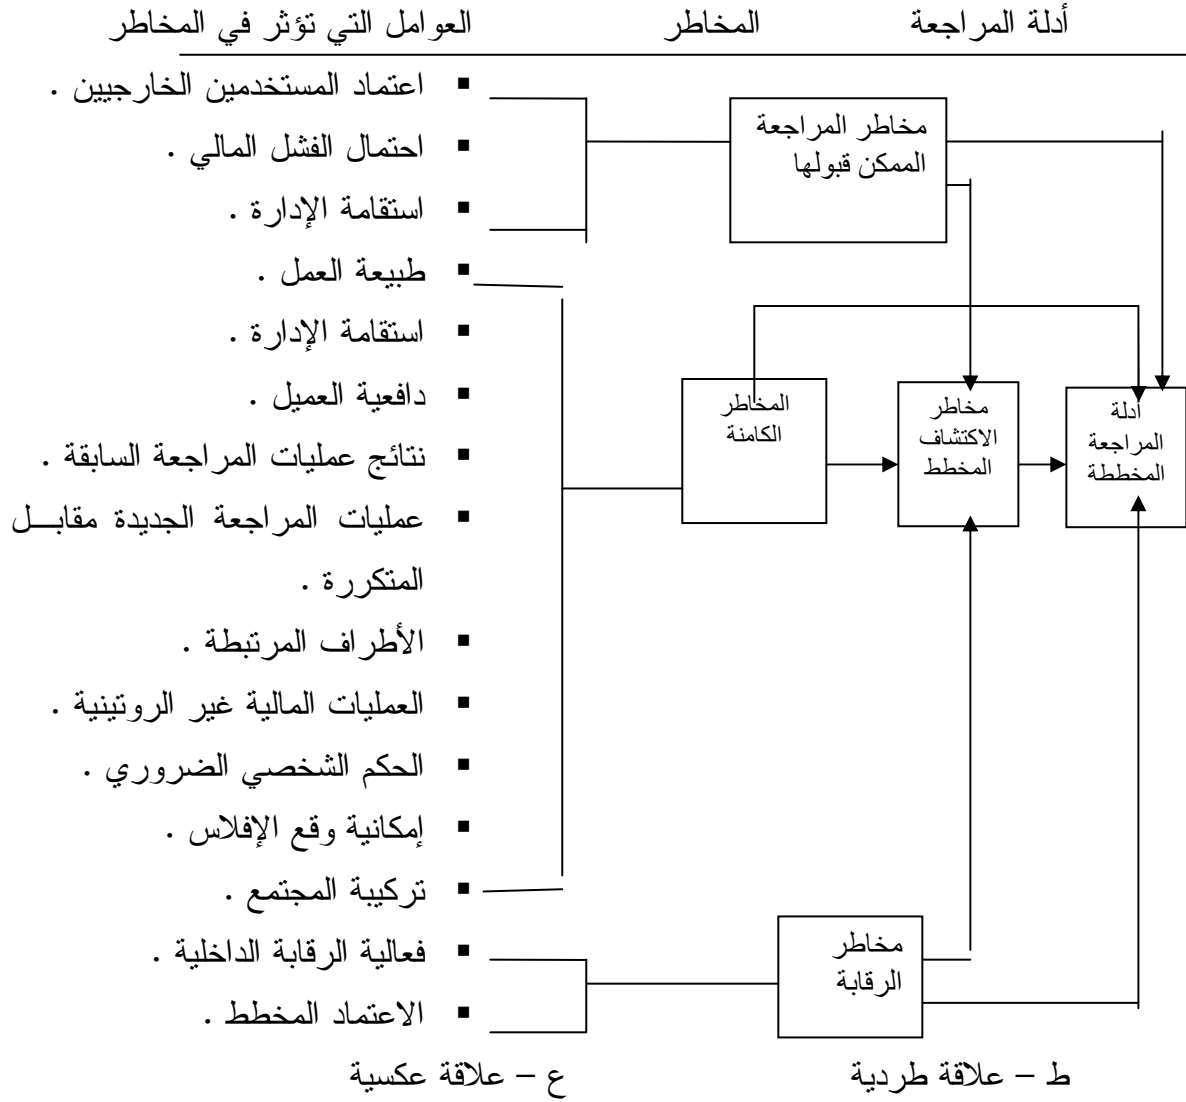 أدلة المراجعة المخاطر العوامل التي تؤثر في المخاطر
▪ اعتماد المستخدمين الخارجيين .
▪ احتمال الفشل المالي .
▪ استقامة الإدارة .
▪ طبيعة العمل .
▪ استقامة الإدارة .
▪ دافعية العميل .
▪ نتائج عمليات المراجعة السابقة .
▪ عمليات المراجعة الجديدة مقابل
المتكررة .
▪ الأطراف المرتبطة .
▪ العمليات المالية غير الروتينية .
▪ الحكم الشخصي الضروري .
▪ إمكانية وقع الإفلاس .
▪ تركيبة المجتمع .
▪ فعالية الرقابة الداخلية .
▪ الاعتماد المخطط .
مخاطر المراجعة
الممكن قبولها
أدلة
المراجعة
المخططة
مخاطر
الاكتشاف
المخطط
المخاطر
الكامنة
مخاطر
الرقابة
ط – علاقة طردية ع – علاقة عكسية